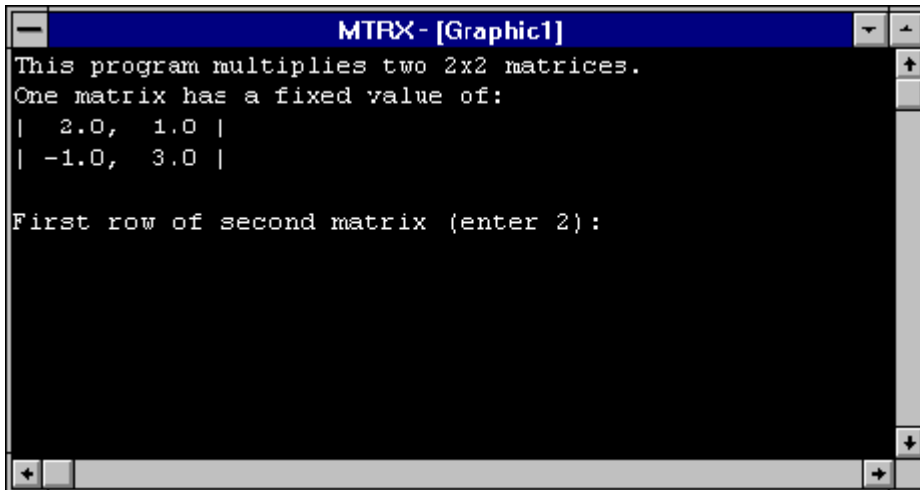 MTRX - [Graphic1]
This program multiplies two 2x2 matrices.
One matrix has a fixed value of:
|  2.0,  1.0 |
| -1.0,  3.0 |
First row of second matrix (enter 2):